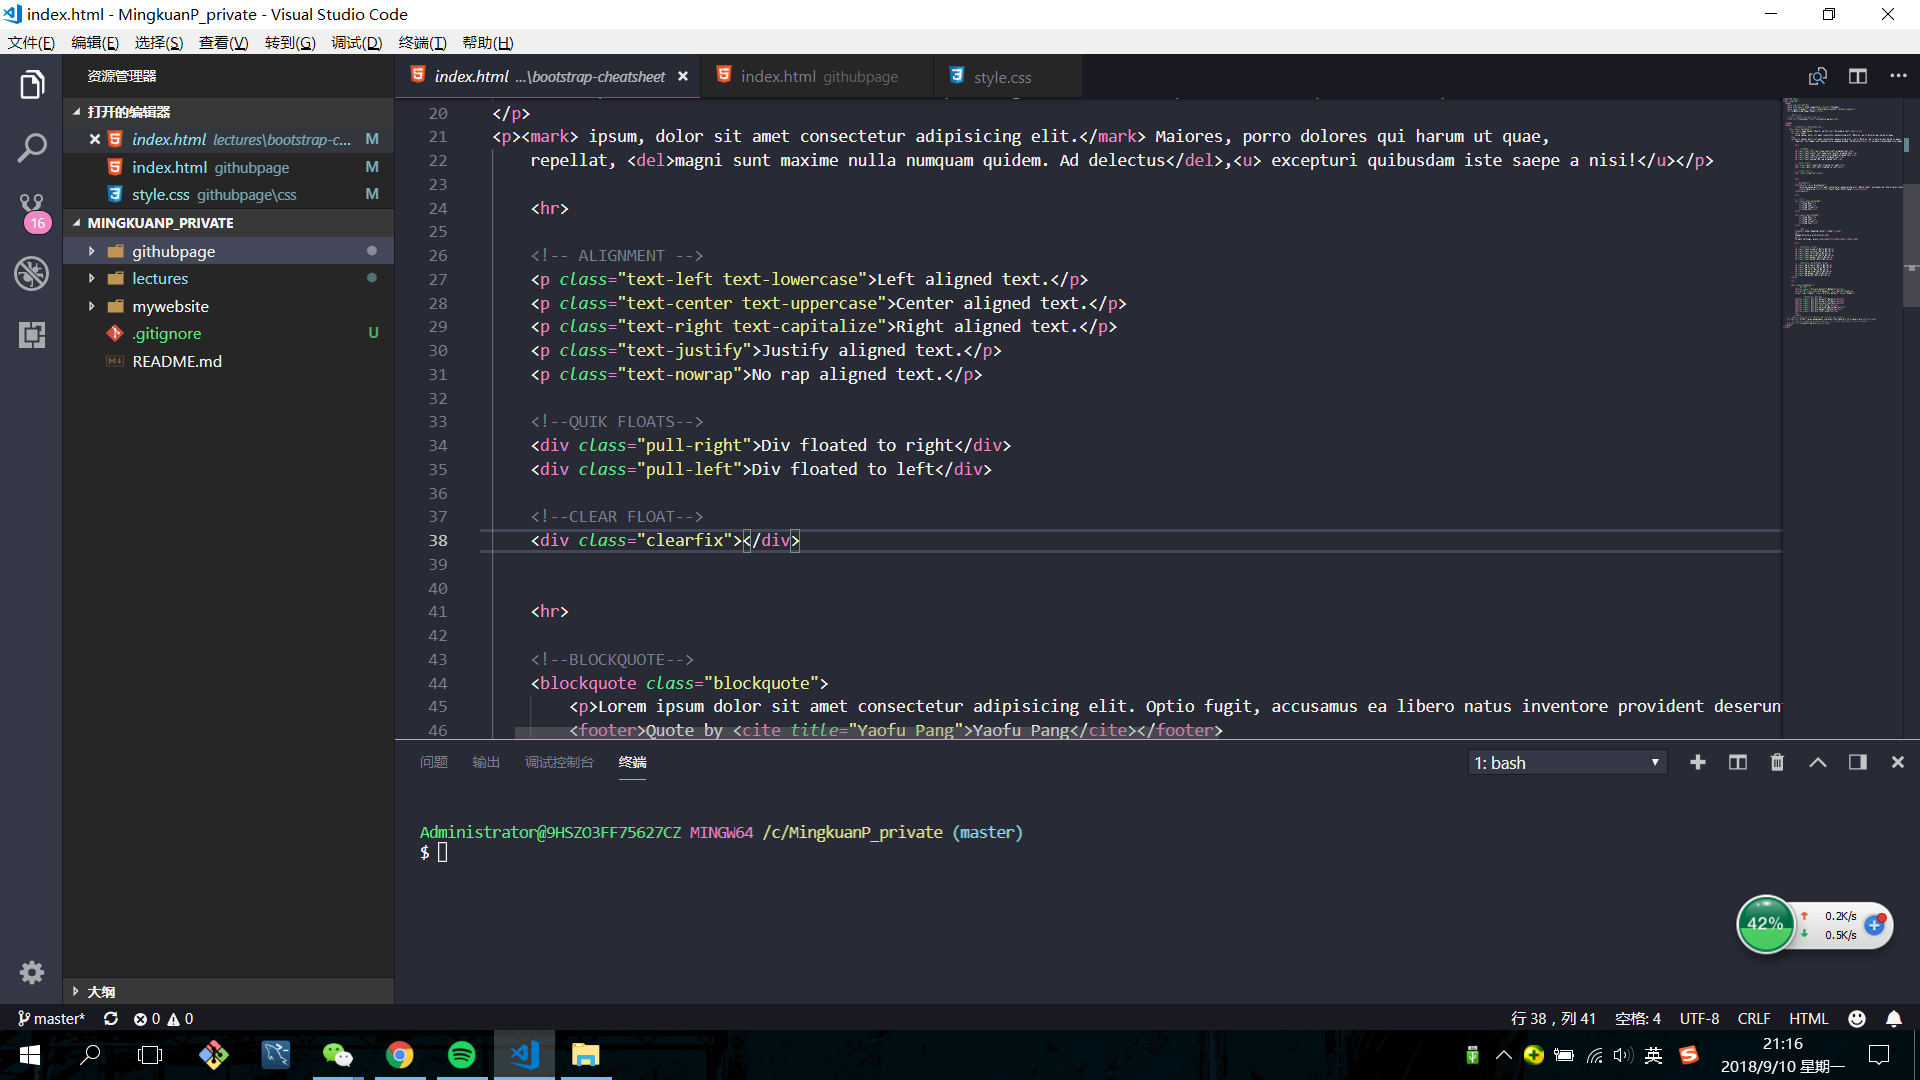 index.html - MingkuanP_private - Visual Studio Code
文件(F) 编辑(E) 选择(S) 查看(V) 转到(G) 调试(D) 终端(T) 帮助(H)
资源管理器
打开的编辑器
index.html lectures\bootstrap-c... M
index.html githubpage M
style.css githubpage\css M
16
MINGKUANP_PRIVATE
githubpage
lectures
mywebsite
.gitignore U
README.md
大纲
index.html ...\bootstrap-cheatsheet
index.html githubpage
style.css
20 </p>
21 <p><mark> ipsum, dolor sit amet consectetur adipisicing elit.</mark> Maiores, porro dolores qui harum ut quae,
22 repellat, <del>magni sunt maxime nulla numquam quidem. Ad delectus</del>,<u> excepturi quibusdam iste saepe a nisi!</u></p>
23
24 <hr>
25
26 <!-- ALIGNMENT -->
27 <p class="text-left text-lowercase">Left aligned text.</p>
28 <p class="text-center text-uppercase">Center aligned text.</p>
29 <p class="text-right text-capitalize">Right aligned text.</p>
30 <p class="text-justify">Justify aligned text.</p>
31 <p class="text-nowrap">No rap aligned text.</p>
32
33 <!--QUIK FLOATS-->
34 <div class="pull-right">Div floated to right</div>
35 <div class="pull-left">Div floated to left</div>
36
37 <!--CLEAR FLOAT-->
38 <div class="clearfix"></div>
39
40
41 <hr>
42
43 <!--BLOCKQUOTE-->
44 <blockquote class="blockquote">
45 <p>Lorem ipsum dolor sit amet consectetur adipisicing elit. Optio fugit, accusamus ea libero natus inventore provident deserun
46 <footer>Quote by <cite title="Yaofu Pang">Yaofu Pang</cite></footer>
问题 输出 调试控制台 终端
1: bash
Administrator@9HSZO3FF75627CZ MINGW64 /c/MingkuanP_private (master)
$
42%
0.2K/s
0.5K/s
master* 0 0
行 38，列 41 空格: 4 UTF-8 CRLF HTML
英
21:16
2018/9/10 星期一